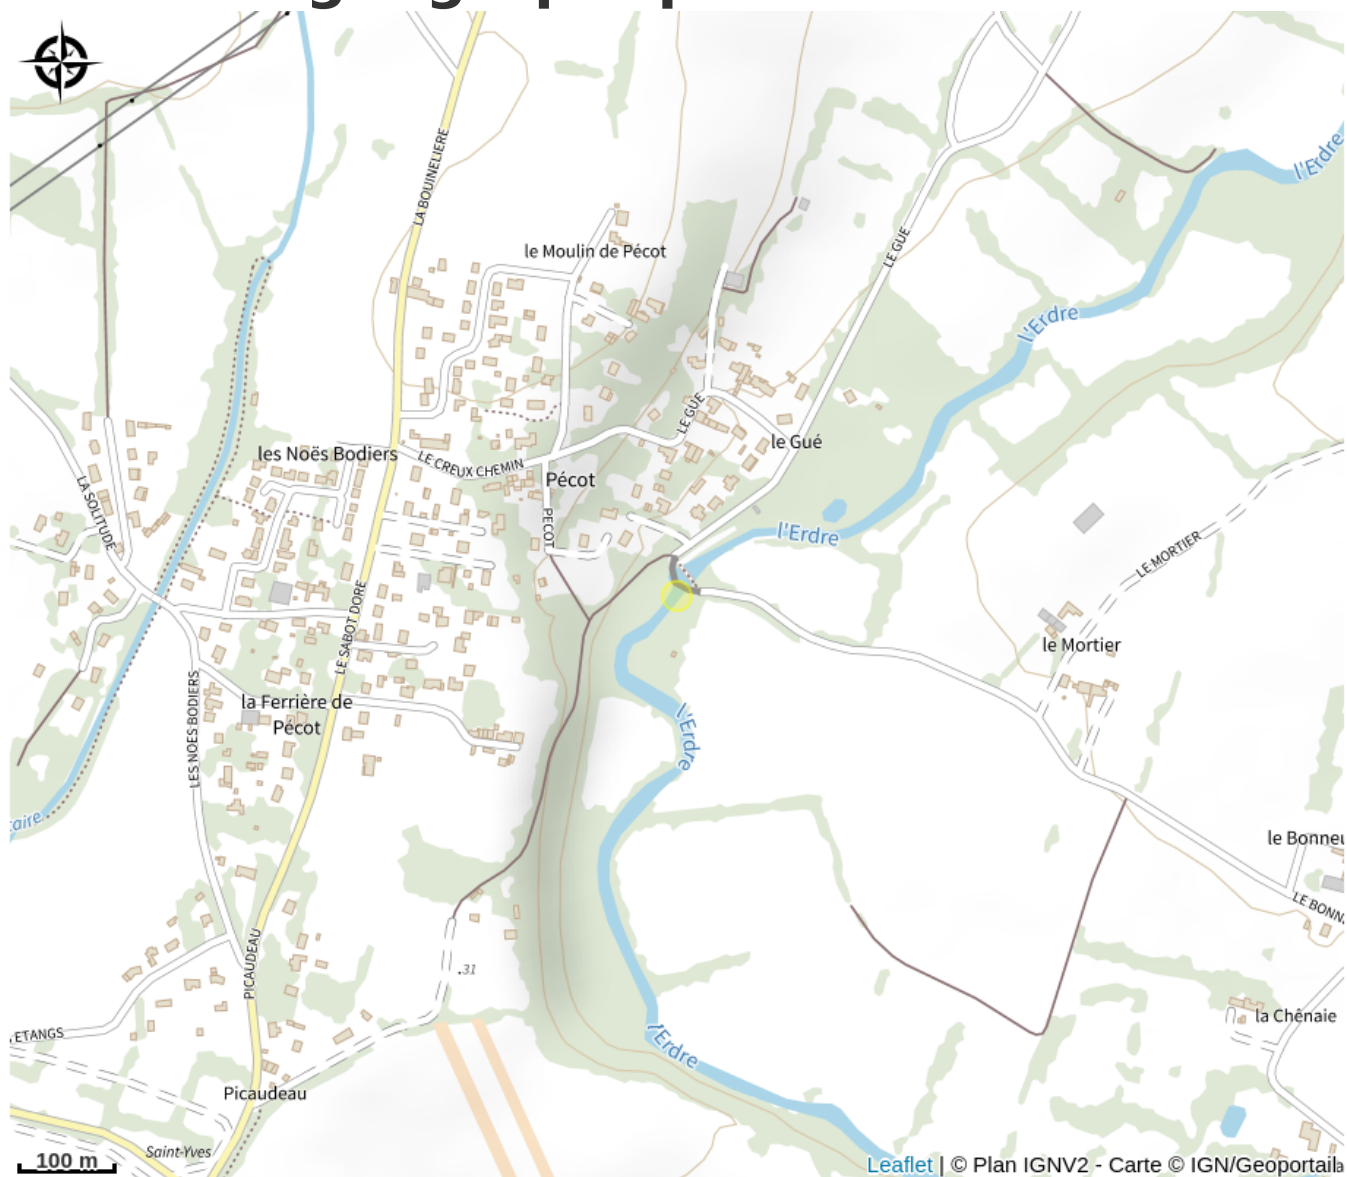 l'Erdre
LA BOUINELIERE
LE GUE
le Moulin de Pécot
l'Erdre
LE GUE
le Gué
les Noës Bodiers
LE CREUX CHEMIN
Pécot
LA SOLITUDE
PECOT
l'Erdre
LE MORTIER
LE SABOT DORE
le Mortier
LES NOES BODIERS
la Ferrière de
Pécot
l'Erdre
taire
le Bonneu
LE BONN
PICAUDEAU
.31
la Chênaie
ETANGS
l'Erdre
Picaudeau
Saint-Yves
100 m
Leaflet | © Plan IGNV2 - Carte © IGN/Geoportail